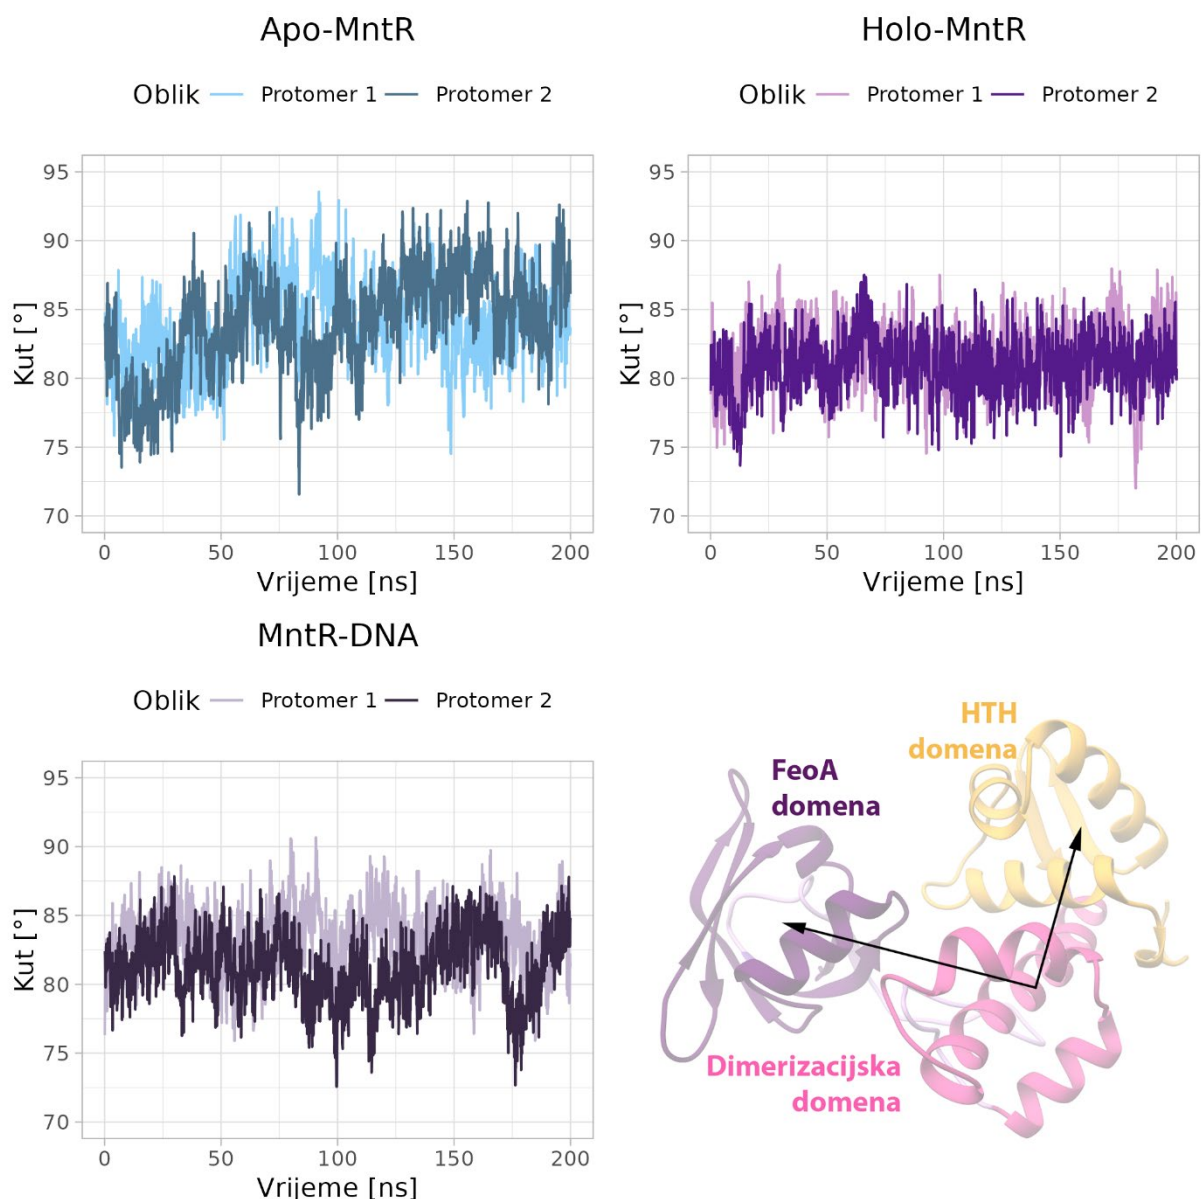 Apo-MntR
Oblik Protomer 1 Protomer 2
95
90
85
80
75
70
Kut [°]
0 50 100 150 200
Vrijeme [ns]
Holo-MntR
Oblik Protomer 1 Protomer 2
95
90
85
80
75
70
Kut [°]
0 50 100 150 200
Vrijeme [ns]
MntR-DNA
Oblik Protomer 1 Protomer 2
95
90
85
80
75
70
Kut [°]
0 50 100 150 200
Vrijeme [ns]
HTH
domena
FeoA
domena
Dimerizacijska
domena